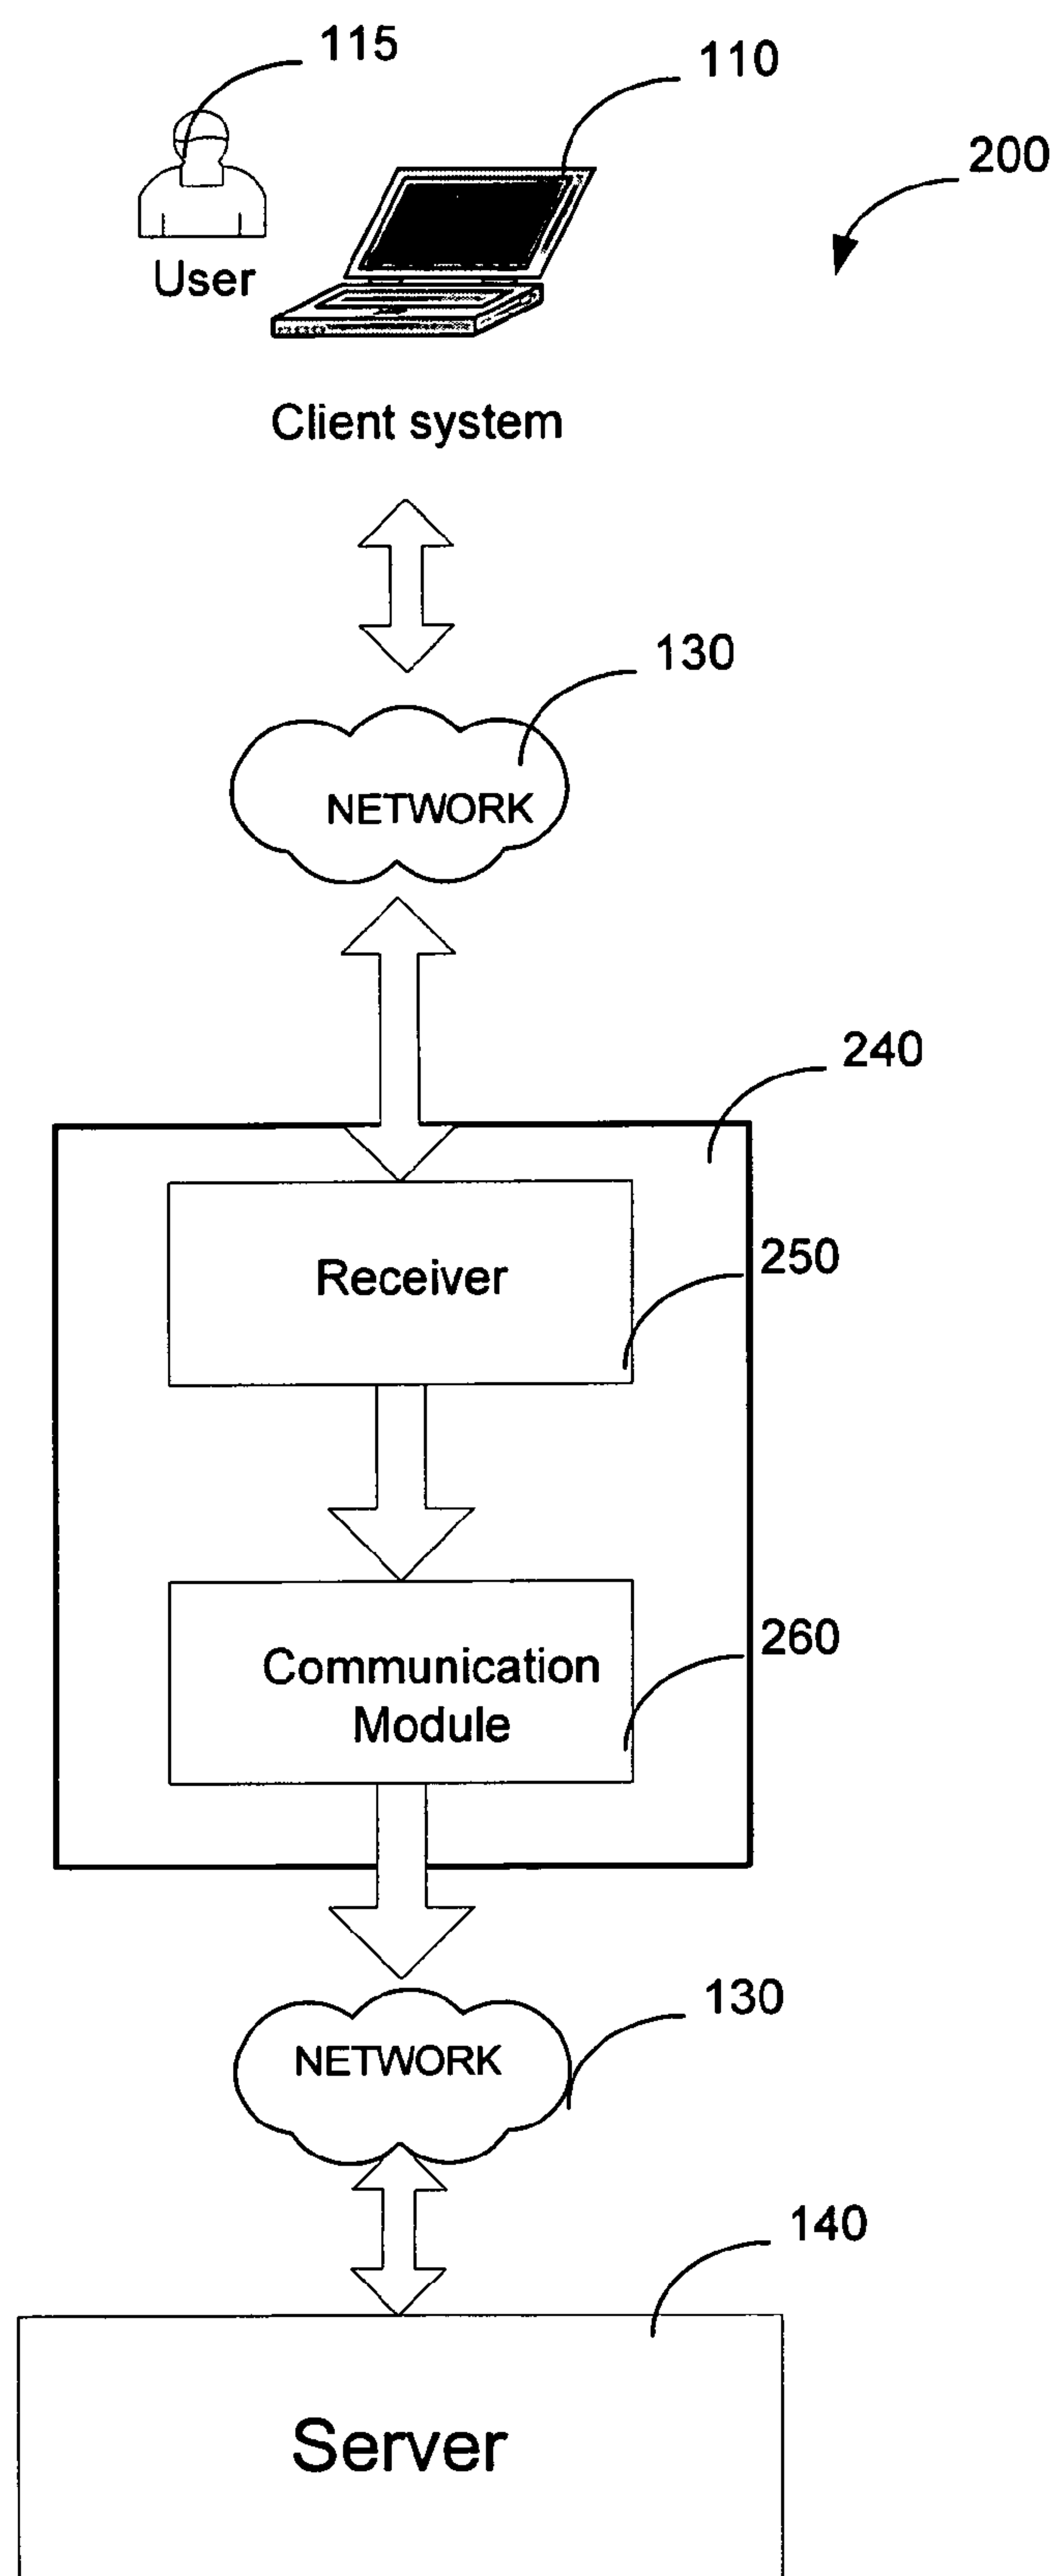 115
110
200
User
Client system
130
NETWORK
240
Receiver
250
Communication
Module
260
130
NETWORK
140
Server